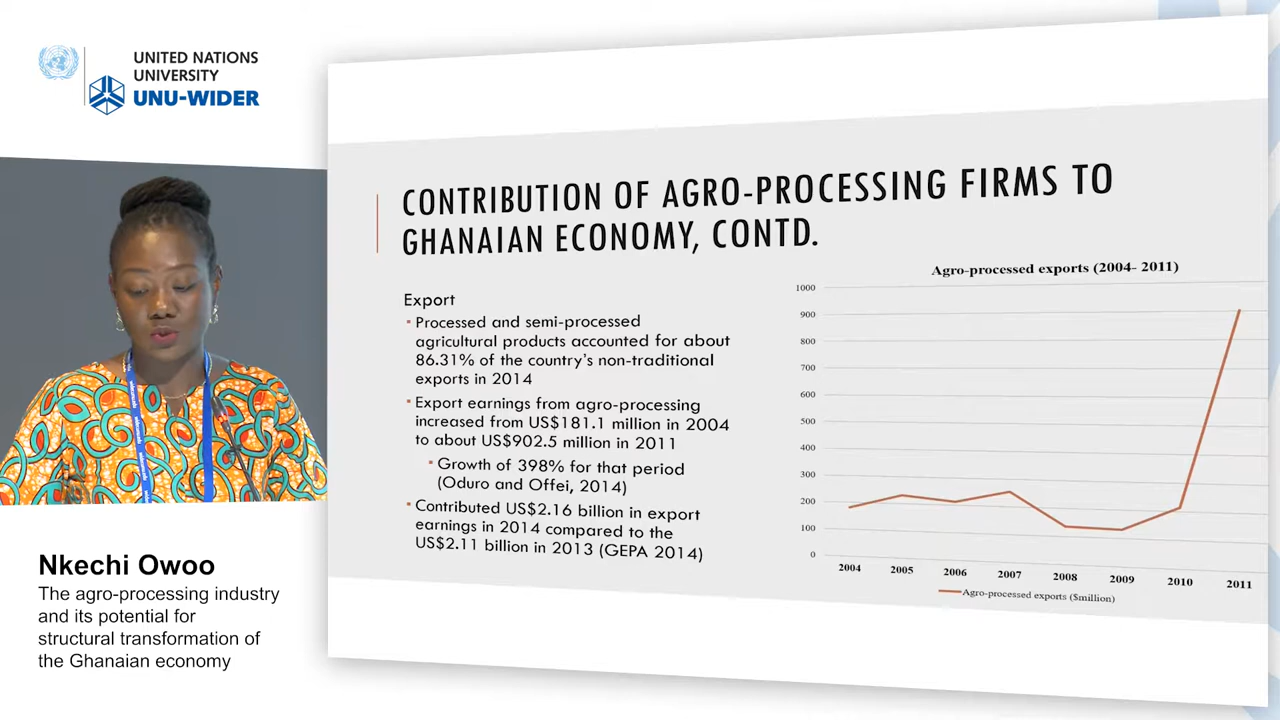 UNITED NATIONS
UNIVERSITY
UNU-WIDER
CONTRIBUTION OF AGRO-PROCESSING FIRMS TO
GHANAIAN ECONOMY, CONTD.
Export
Processed and semi-processed
agricultural products accounted for about
86.31% of the country's non-traditional
exports in 2014
Export earnings from agro-processing
increased from US$181.1 million in 2004
to about US$902.5 million in 2011
Growth of 398% for that period
(Oduro and Offei, 2014)
Contributed US$2.16 billion in export
earnings in 2014 compared to the
US$2.11 billion in 2013 (GEPA 2014)
Agro-processed exports (2004- 2011)
1000
900
800
700
600
500
400
300
200
100
0
2004 2005 2006 2007 2008 2009 2010 2011
Agro-processed exports ($million)
Nkechi Owoo
The agro-processing industry
and its potential for
structural transformation of
the Ghanaian economy